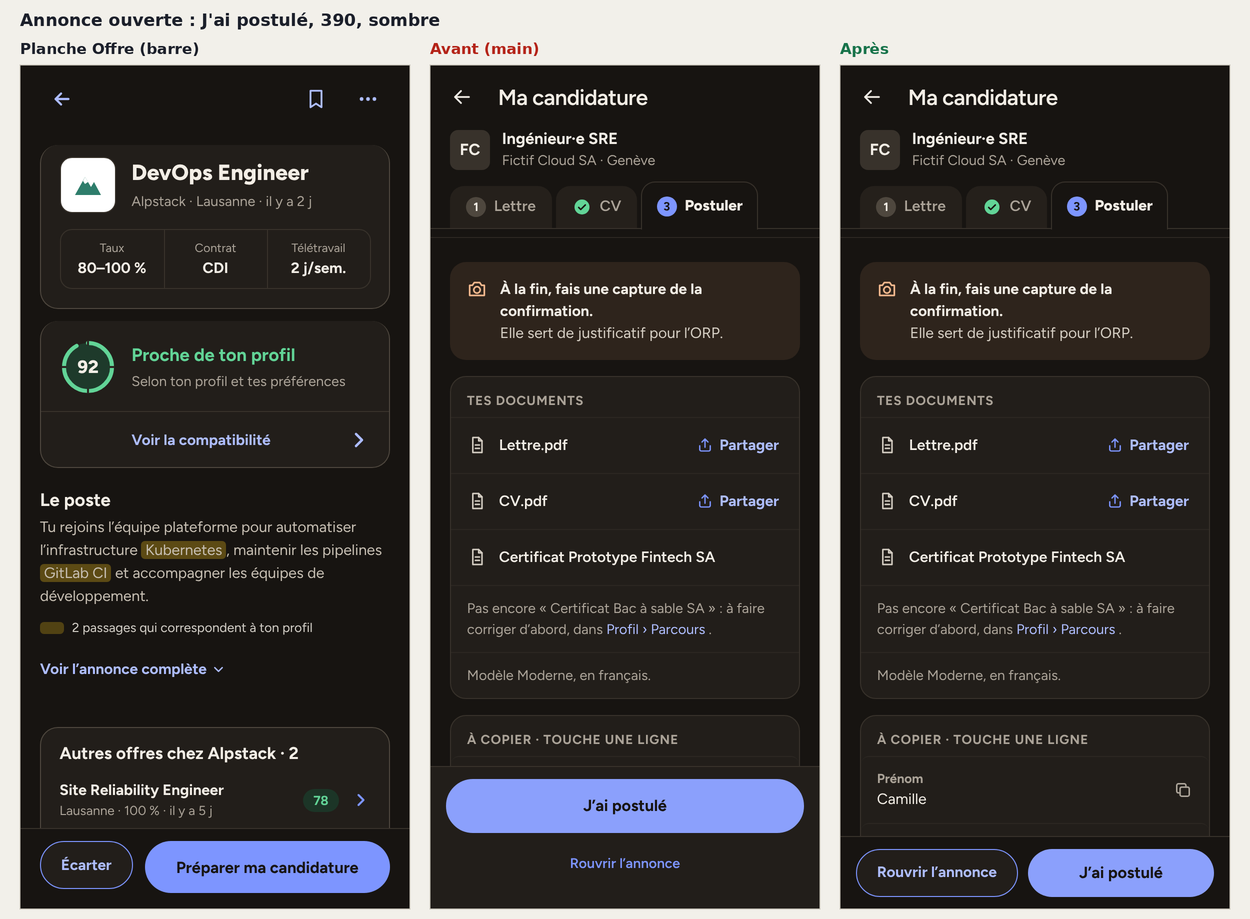 Annonce ouverte : J'ai postulé, 390, sombre
Planche Offre (barre)
DevOps Engineer
Alpstack · Lausanne · il y a 2 j
Taux
80–100 %
Contrat
CDI
Télétravail
2 j/sem.
92
Proche de ton profil
Selon ton profil et tes préférences
Voir la compatibilité
Le poste
Tu rejoins l’équipe plateforme pour automatiser
l’infrastructure Kubernetes, maintenir les pipelines
GitLab CI et accompagner les équipes de
développement.
2 passages qui correspondent à ton profil
Voir l’annonce complète
Autres offres chez Alpstack · 2
Site Reliability Engineer
Lausanne · 100 % · il y a 5 j
78
Écarter
Préparer ma candidature
Avant (main)
Ma candidature
FC
Ingénieur·e SRE
Fictif Cloud SA · Genève
1 Lettre
CV
3 Postuler
À la fin, fais une capture de la
confirmation.
Elle sert de justificatif pour l’ORP.
TES DOCUMENTS
Lettre.pdf
Partager
CV.pdf
Partager
Certificat Prototype Fintech SA
Pas encore « Certificat Bac à sable SA » : à faire
corriger d’abord, dans Profil › Parcours .
Modèle Moderne, en français.
À COPIER · TOUCHE UNE LIGNE
J’ai postulé
Rouvrir l’annonce
Après
Ma candidature
FC
Ingénieur·e SRE
Fictif Cloud SA · Genève
1 Lettre
CV
3 Postuler
À la fin, fais une capture de la
confirmation.
Elle sert de justificatif pour l’ORP.
TES DOCUMENTS
Lettre.pdf
Partager
CV.pdf
Partager
Certificat Prototype Fintech SA
Pas encore « Certificat Bac à sable SA » : à faire
corriger d’abord, dans Profil › Parcours .
Modèle Moderne, en français.
À COPIER · TOUCHE UNE LIGNE
Prénom
Camille
Rouvrir l’annonce
J’ai postulé